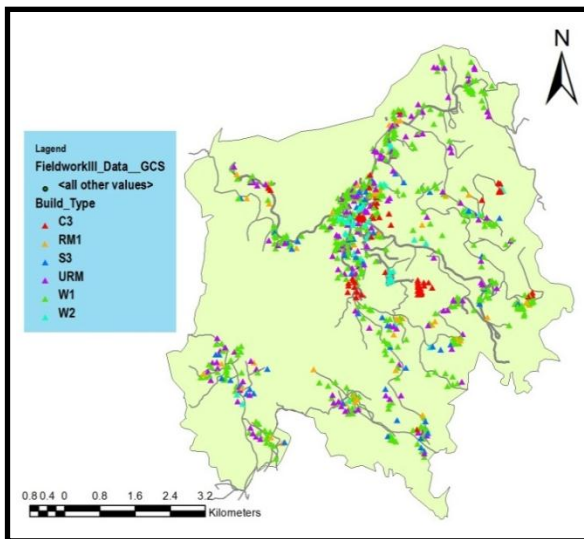 N
Legend
FieldworkIII_Data__GCS
<all other values>
Build_Type
C3
RM1
S3
URM
W1
W2
0.8 0.4 0 0.8 1.6 2.4 3.2
Kilometers